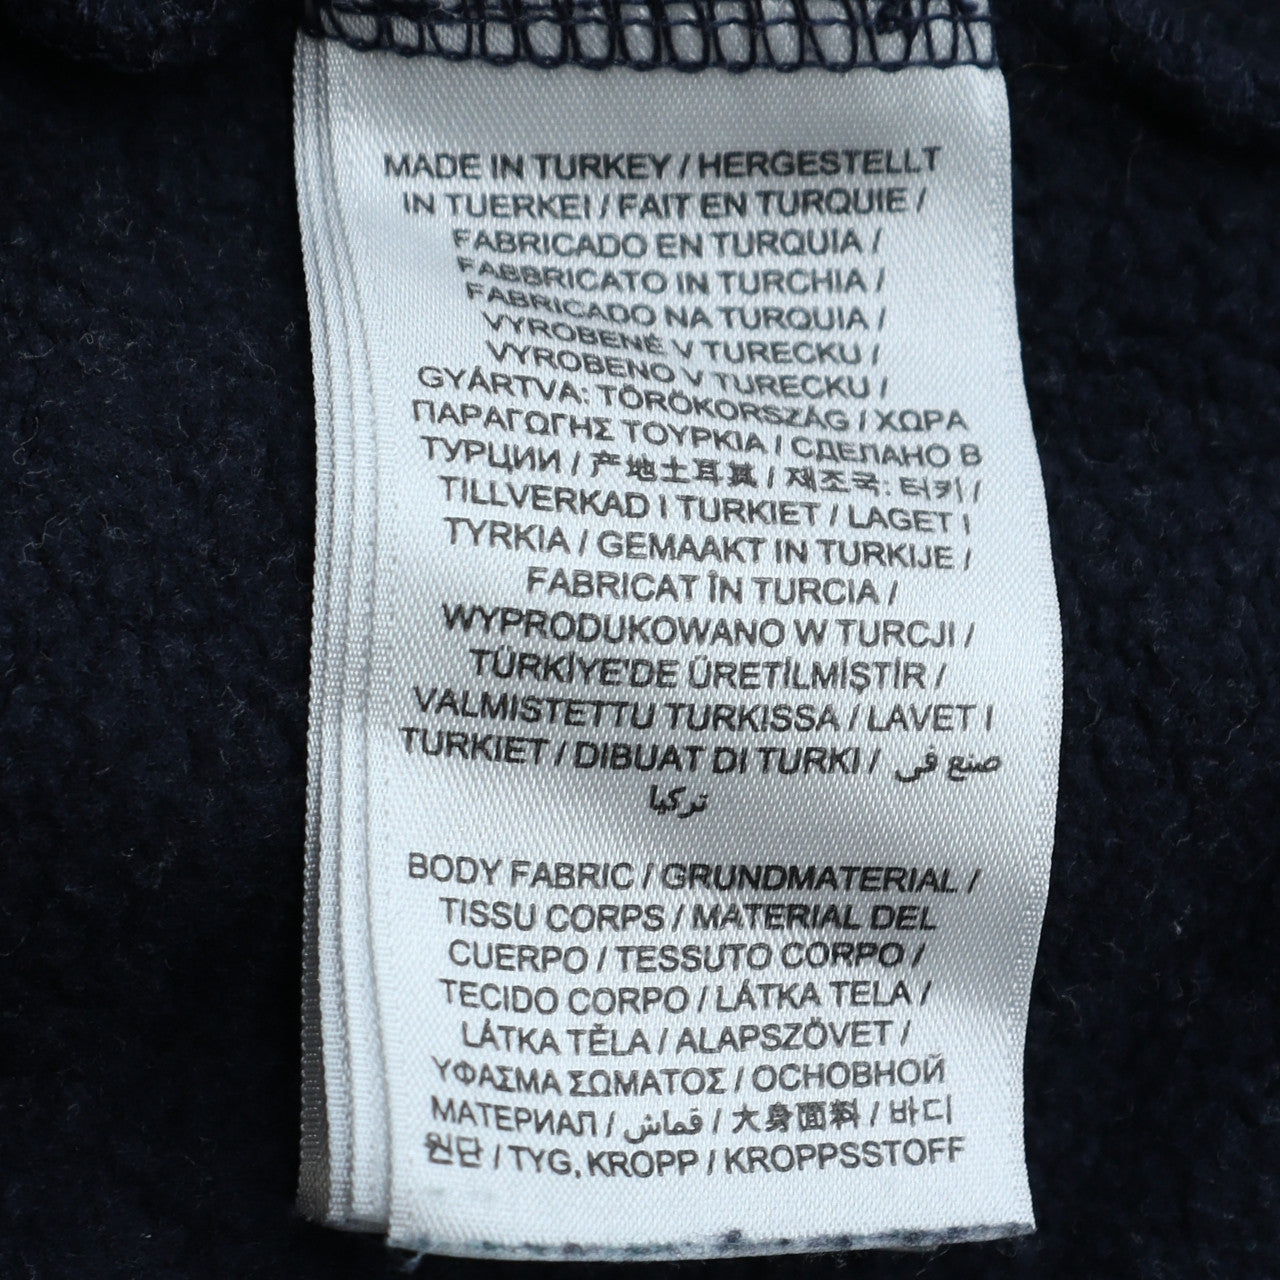 MADE IN TURKEY / HERGESTELLT
IN TUERKEI / FAIT EN TURQUIE /
FABRICADO EN TURQUIA /
FABBRICATO IN TURCHIA /
FABRICADO NA TURQUIA /
VYROBENÉ V TURECKU /
VYROBENO V TURECKU /
GYÁRTVA: TÖRÖKORSZÁG / ΧΩΡΑ
ΠΑΡΑΓΩΓΗΣ ΤΟΥΡΚΙΑ / СДЕЛАНО В
ТУРЦИИ / 产地土耳其 / 제조국: 터키 /
TILLVERKAD I TURKIET / LAGET I
TYRKIA / GEMAAKT IN TURKIJE /
FABRICAT ÎN TURCIA /
WYPRODUKOWANO W TURCJI /
TÜRKİYE'DE ÜRETİLMİŞTİR /
VALMISTETTU TURKISSA / LAVET I
TURKIET / DIBUAT DI TURKI / صنع في
تركيا
BODY FABRIC / GRUNDMATERIAL /
TISSU CORPS / MATERIAL DEL
CUERPO / TESSUTO CORPO /
TECIDO CORPO / LÁTKA TELA /
LÁTKA TĚLA / ALAPSZÖVET /
ΥΦΑΣΜΑ ΣΩΜΑΤΟΣ / ОСНОВНОЙ
МАТЕРИАЛ / قماش / 大身面料 / 바디
원단 / TYG, KROPP / KROPPSSTOFF